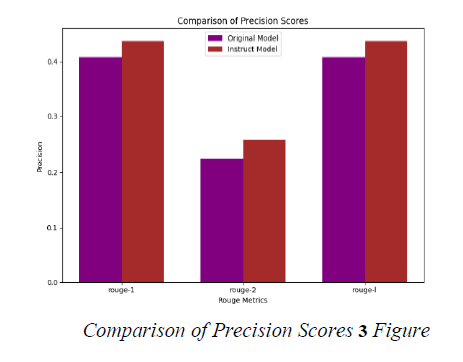 Comparison of Precision Scores
Original Model
Instruct Model
0.4
0.3
0.2
0.1
0.0
Precision
rouge-1
rouge-2
rouge-l
Rouge Metrics
Comparison of Precision Scores 3 Figure